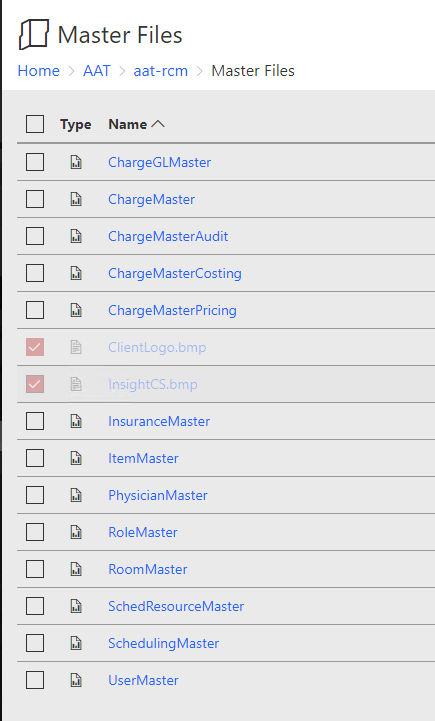 Master Files
Home > AAT > aat-rcm > Master Files
Type Name
ChargeGLMaster
ChargeMaster
ChargeMasterAudit
ChargeMasterCosting
ChargeMasterPricing
ClientLogo.bmp
InsightCS.bmp
InsuranceMaster
ItemMaster
PhysicianMaster
RoleMaster
RoomMaster
SchedResourceMaster
SchedulingMaster
UserMaster